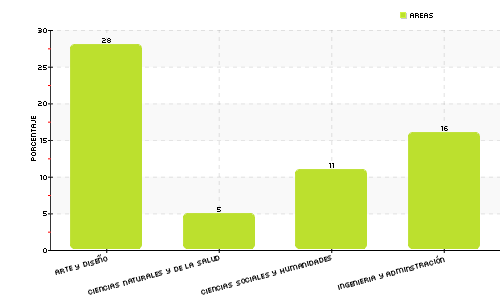 AREAS
PORCENTAJE
30
25
20
15
10
5
0
28
5
11
16
ARTE Y DISEÑO
CIENCIAS NATURALES Y DE LA SALUD
CIENCIAS SOCIALES Y HUMANIDADES
INGENIERIA Y ADMINISTRACIÓN